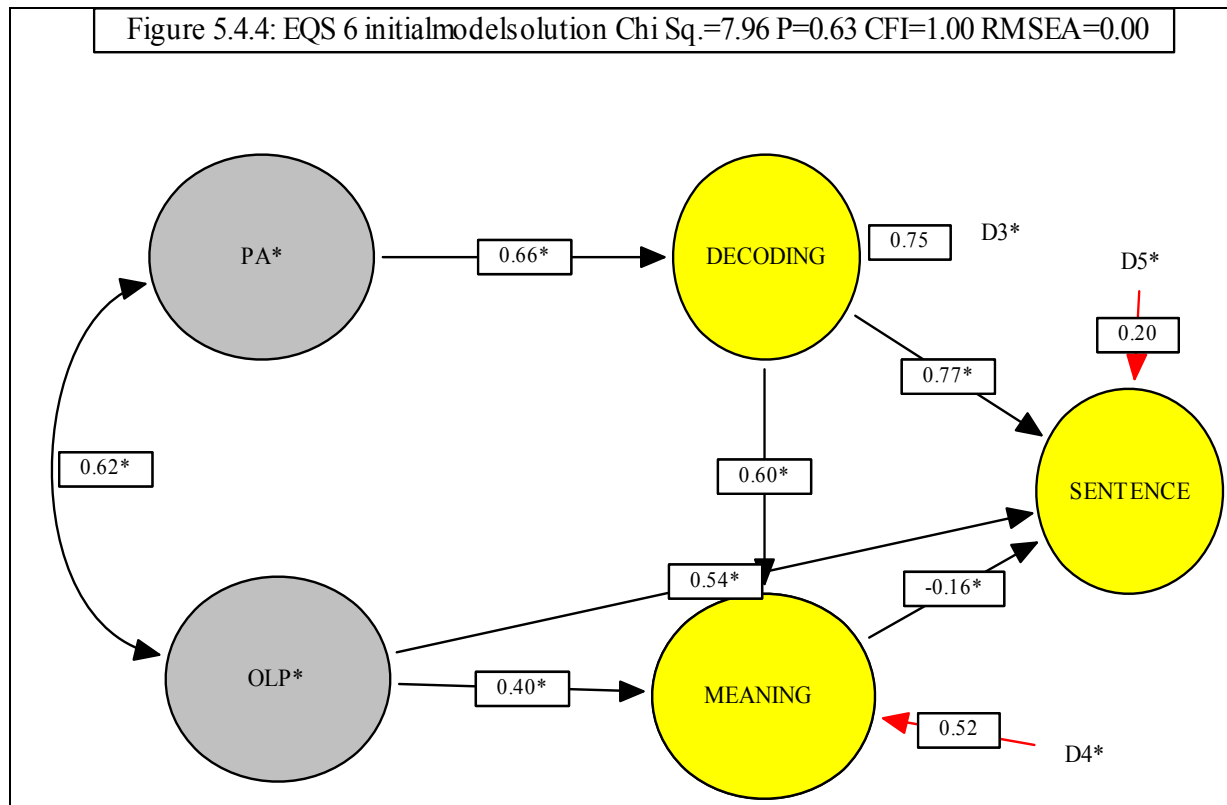 Figure 5.4.4: EQS 6 initialmodelsolution Chi Sq.=7.96 P=0.63 CFI=1.00 RMSEA=0.00
PA*
0.66*
DECODING
0.75
D3*
D5*
0.20
0.77*
0.62*
0.60*
SENTENCE
0.54*
-0.16*
OLP*
0.40*
MEANING
0.52
D4*